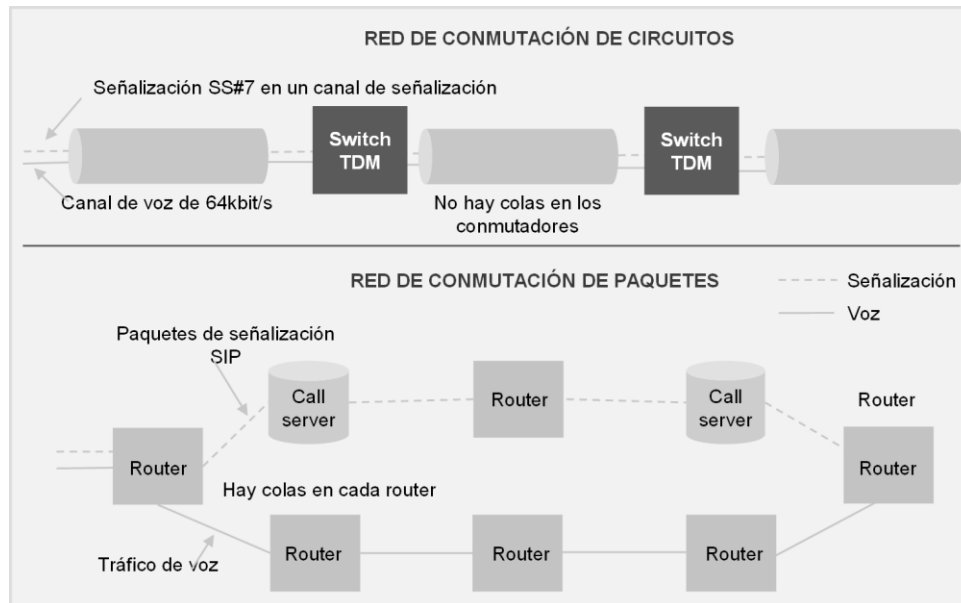 RED DE CONMUTACIÓN DE CIRCUITOS
Señalización SS#7 en un canal de señalización
Switch
TDM
Switch
TDM
Canal de voz de 64kbit/s
No hay colas en los
conmutadores
RED DE CONMUTACIÓN DE PAQUETES
Señalización
Voz
Paquetes de señalización
SIP
Call
server
Router
Call
server
Router
Router
Router
Hay colas en cada router
Router
Router
Router
Tráfico de voz